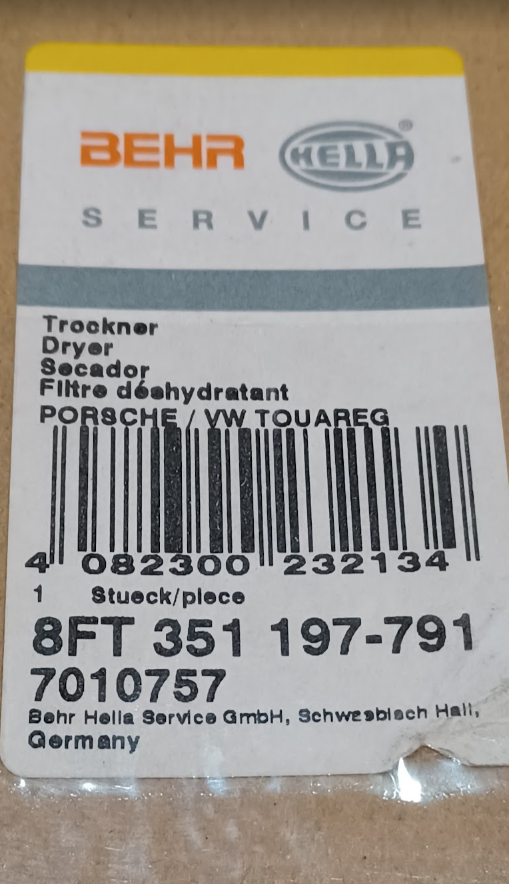 BEHR HELLA®
SERVICE
Trockner
Dryer
Secador
Filtre déshydratant
PORSCHE / VW TOUAREG
4 082300 232134
1 Stueck/piece
8FT 351 197-791
7010757
Behr Hella Service GmbH, Schwaebisch Hall,
Germany